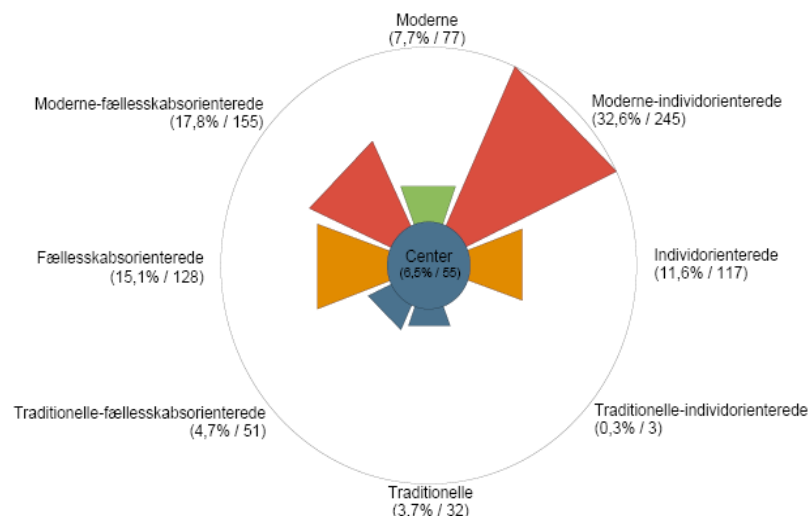 Moderne
(7,7% / 77)
Moderne-fællesskabsorienterede
(17,8% / 155)
Moderne-individorienterede
(32,6% / 245)
Fællesskabsorienterede
(15,1% / 128)
Center
(6,5% / 55)
Individorienterede
(11,6% / 117)
Traditionelle-fællesskabsorienterede
(4,7% / 51)
Traditionelle-individorienterede
(0,3% / 3)
Traditionelle
(3,7% / 32)